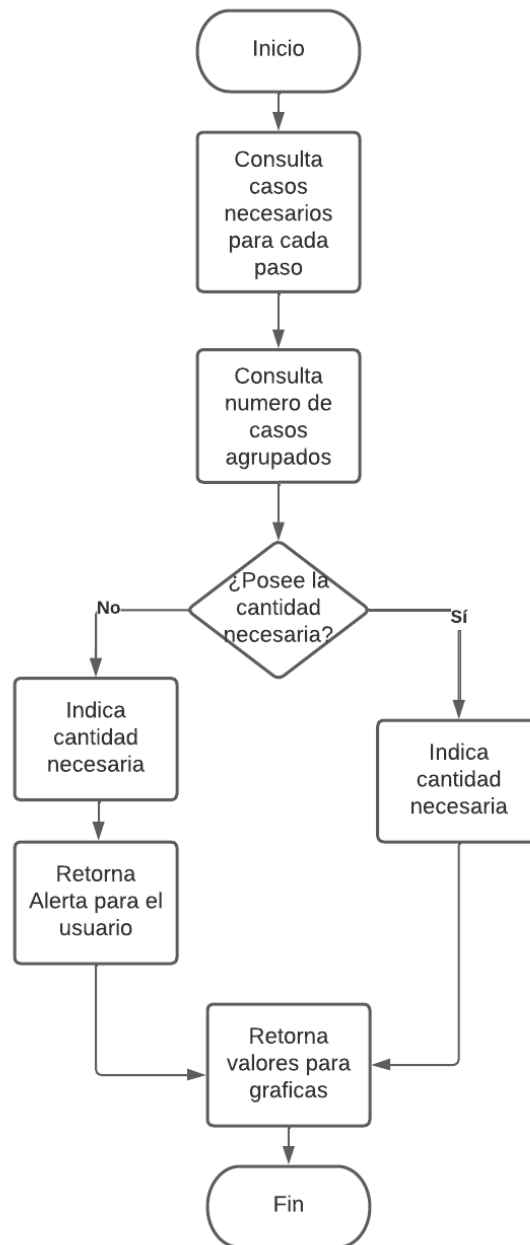 Inicio
Consulta
casos
necesarios
para cada
paso
Consulta
numero de
casos
agrupados
¿Posee la
cantidad
necesaria?
No
Sí
Indica
cantidad
necesaria
Indica
cantidad
necesaria
Retorna
Alerta para el
usuario
Retorna
valores para
graficas
Fin